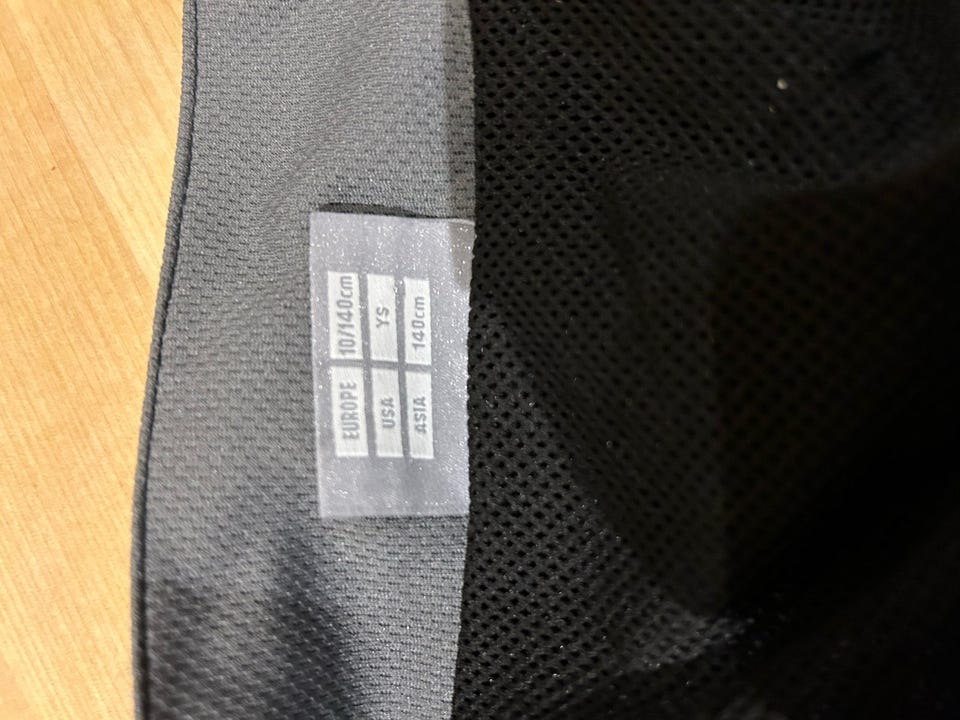 EUROPE 10/140cm
USA YS
ASIA 140cm